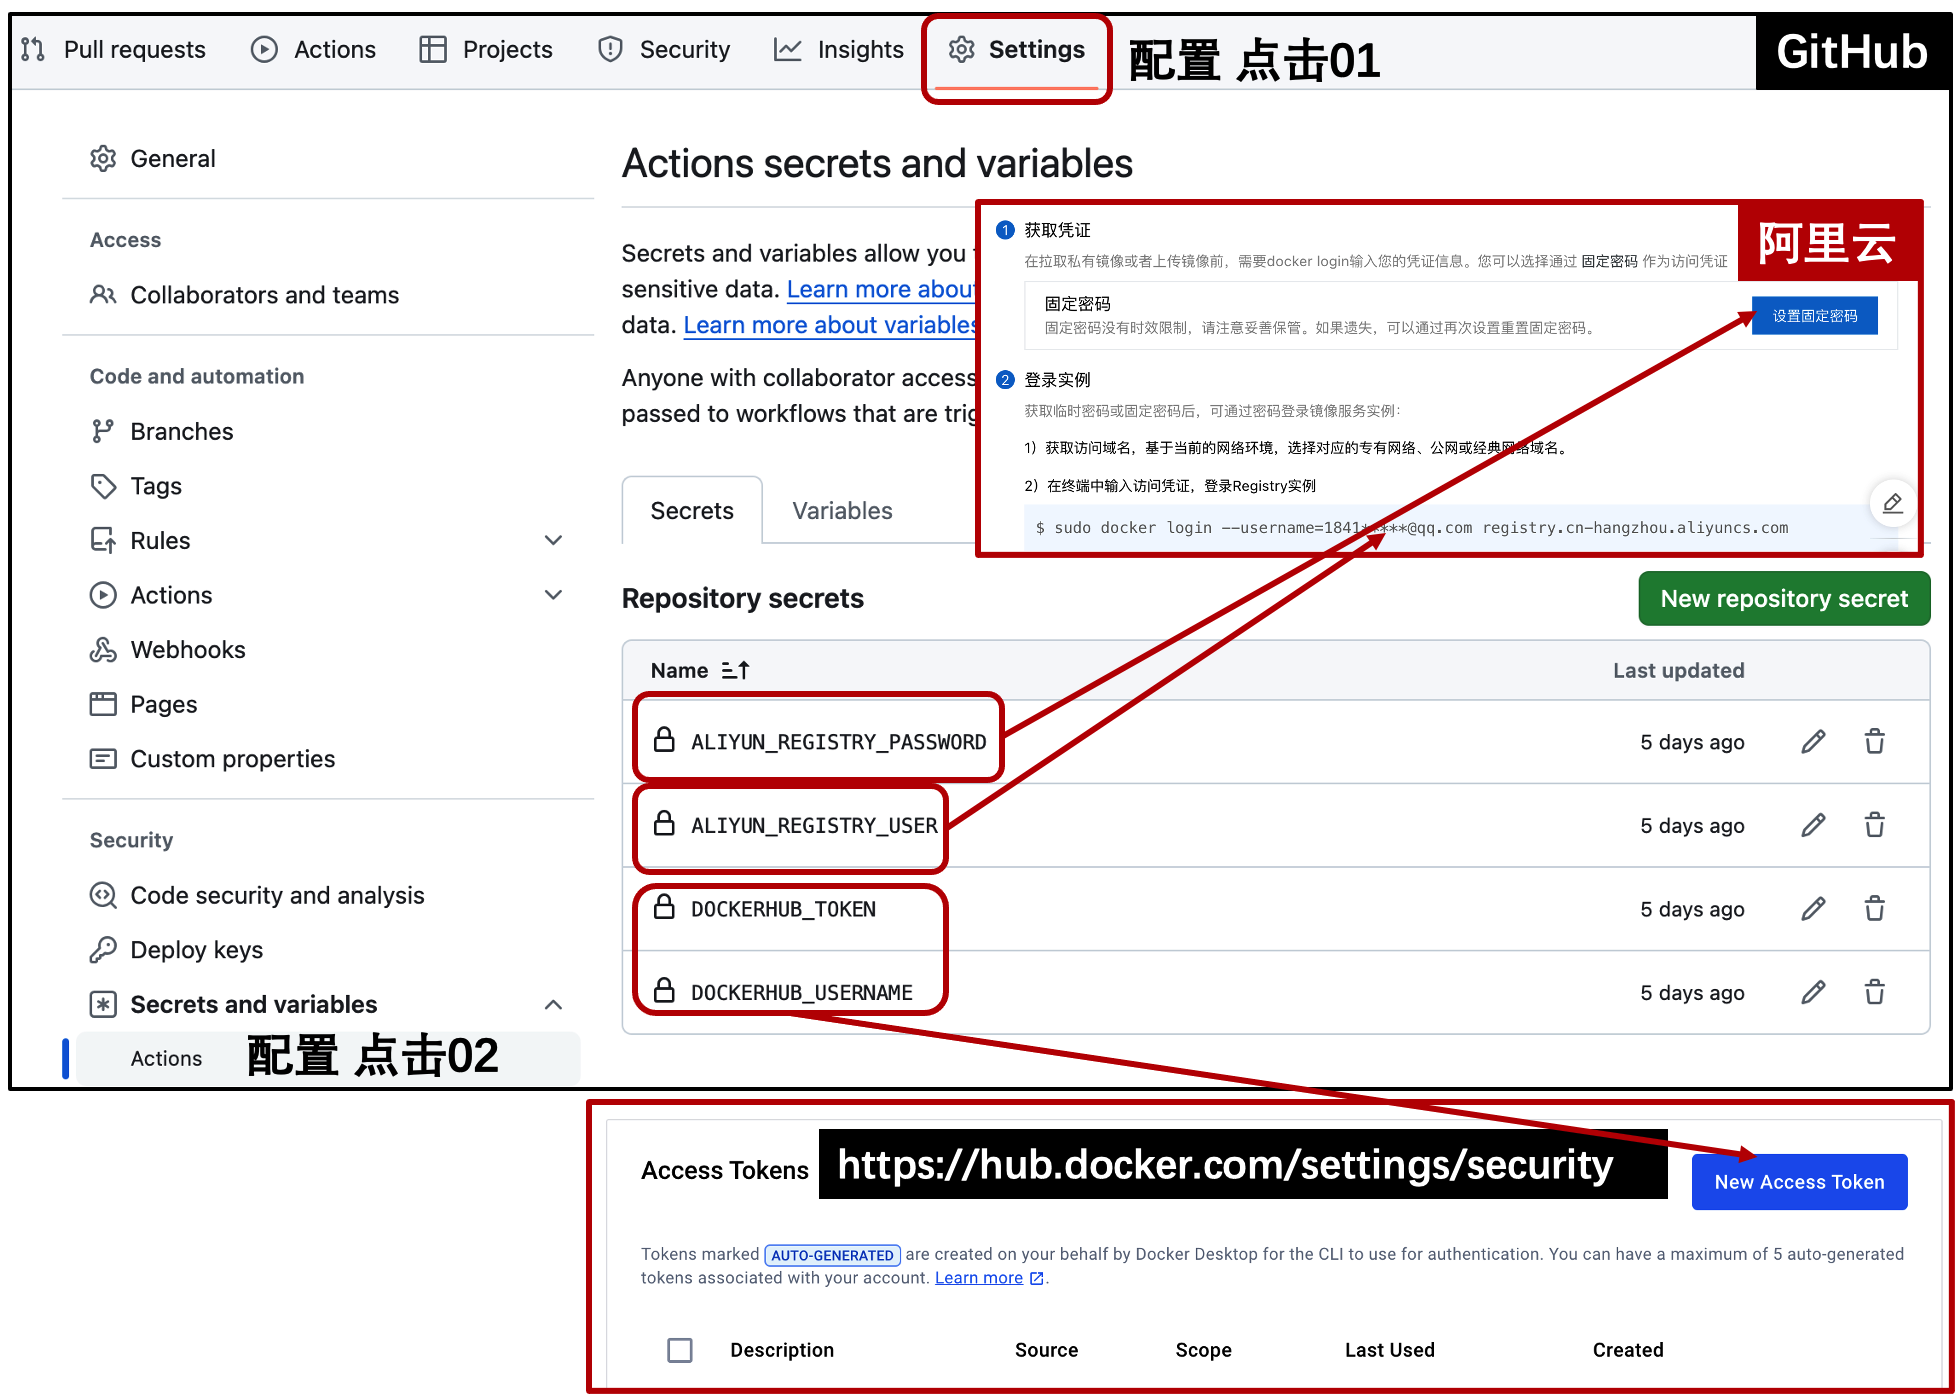 Pull requests
Actions
Projects
Security
Insights
Settings
配置 点击01
GitHub
General
Access
Collaborators and teams
Code and automation
Branches
Tags
Rules
Actions
Webhooks
Pages
Custom properties
Security
Code security and analysis
Deploy keys
Secrets and variables
Actions
配置 点击02
Actions secrets and variables
Secrets and variables allow you
sensitive data. Learn more about
data. Learn more about variables
Anyone with collaborator access
passed to workflows that are trig
Secrets
Variables
阿里云
1 获取凭证
在拉取私有镜像或者上传镜像前，需要docker login输入您的凭证信息。您可以选择通过 固定密码 作为访问凭证
固定密码
固定密码没有时效限制，请注意妥善保管。如果遗失，可以通过再次设置重置固定密码。
设置固定密码
2 登录实例
获取临时密码或固定密码后，可通过密码登录镜像服务实例：
1）获取访问域名，基于当前的网络环境，选择对应的专有网络、公网或经典网络域名。
2）在终端中输入访问凭证，登录Registry实例
$ sudo docker login --username=1841*****@qq.com registry.cn-hangzhou.aliyuncs.com
Repository secrets
New repository secret
Name
Last updated
ALIYUN_REGISTRY_PASSWORD
5 days ago
ALIYUN_REGISTRY_USER
5 days ago
DOCKERHUB_TOKEN
5 days ago
DOCKERHUB_USERNAME
5 days ago
Access Tokens
https://hub.docker.com/settings/security
New Access Token
Tokens marked AUTO-GENERATED are created on your behalf by Docker Desktop for the CLI to use for authentication. You can have a maximum of 5 auto-generated
tokens associated with your account. Learn more .
Description
Source
Scope
Last Used
Created